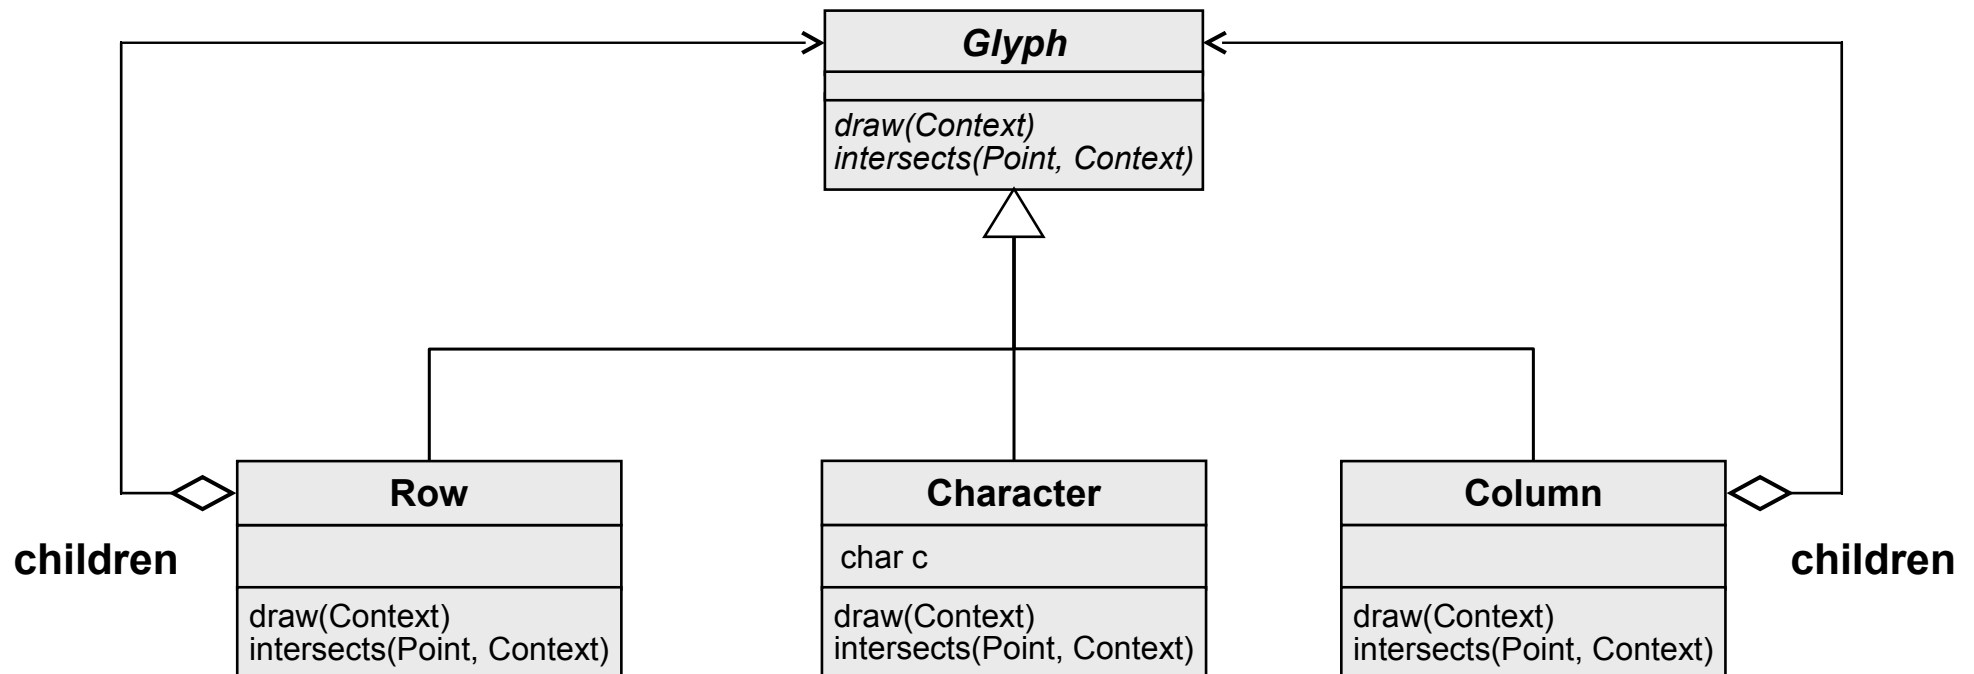 Glyph
draw(Context)
intersects(Point, Context)
Row
draw(Context)
intersects(Point, Context)
children
Character
char c
draw(Context)
intersects(Point, Context)
Column
draw(Context)
intersects(Point, Context)
children